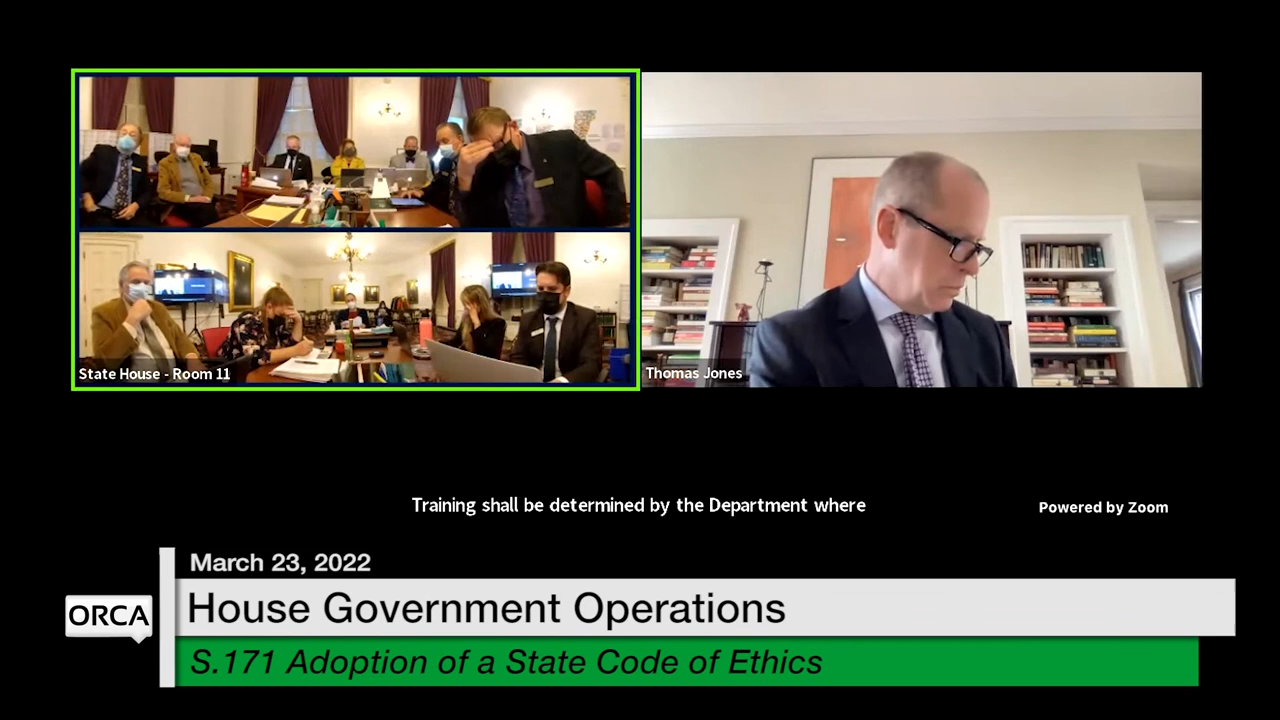 State House - Room 11
Thomas Jones
Training shall be determined by the Department where
Powered by Zoom
March 23, 2022
ORCA
House Government Operations
S.171 Adoption of a State Code of Ethics